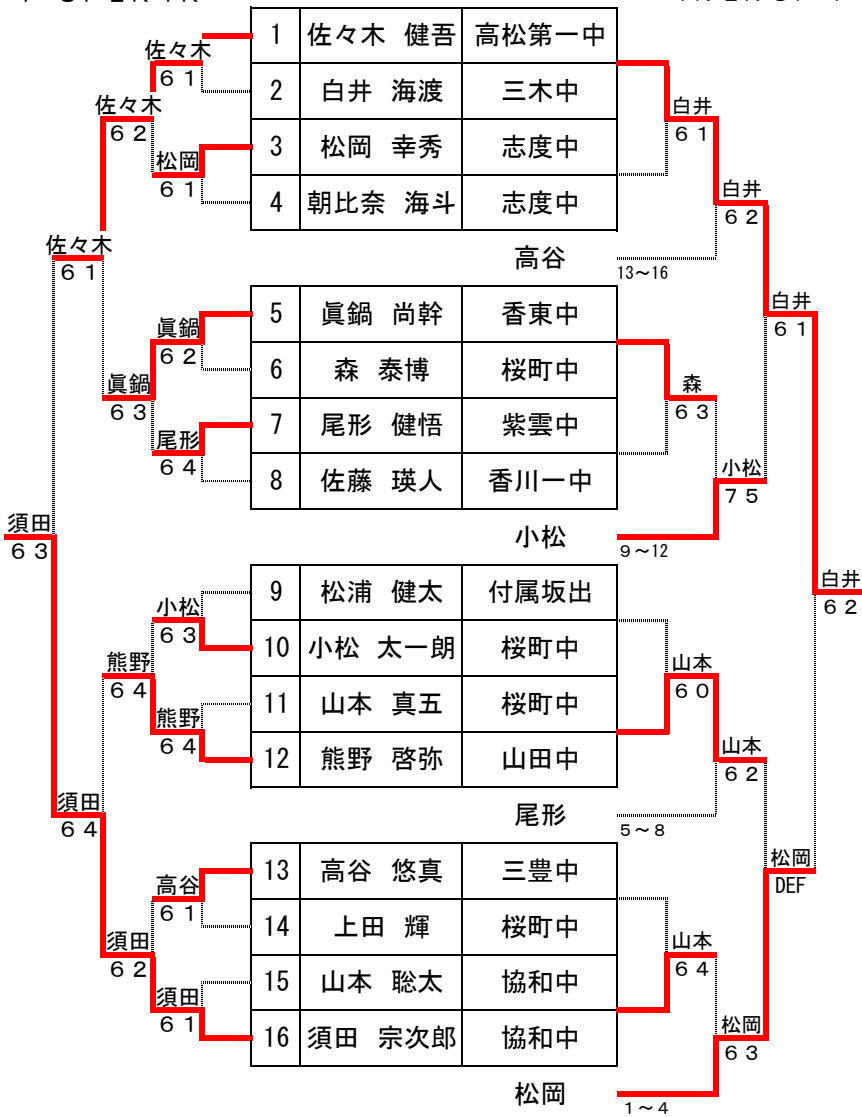 1 佐々木 健吾 高松第一中
佐々木
6 1
2 白井 海渡 三木中
佐々木
6 2
白井
6 1
3 松岡 幸秀 志度中
松岡
6 1
4 朝比奈 海斗 志度中
白井
6 2
佐々木
6 1
高谷
13～16
5 眞鍋 尚幹 香東中
白井
6 1
眞鍋
6 2
6 森 泰博 桜町中
眞鍋
6 3
森
6 3
7 尾形 健悟 紫雲中
尾形
6 4
8 佐藤 瑛人 香川一中
小松
7 5
須田
6 3
小松
9～12
9 松浦 健太 付属坂出
白井
6 2
小松
6 3
10 小松 太一朗 桜町中
熊野
6 4
山本
6 0
11 山本 真五 桜町中
熊野
6 4
12 熊野 啓弥 山田中
山本
6 2
須田
6 4
尾形
5～8
13 高谷 悠真 三豊中
松岡
DEF
高谷
6 1
14 上田 輝 桜町中
須田
6 2
山本
6 4
15 山本 聡太 協和中
須田
6 1
16 須田 宗次郎 協和中
松岡
6 3
松岡
1～4